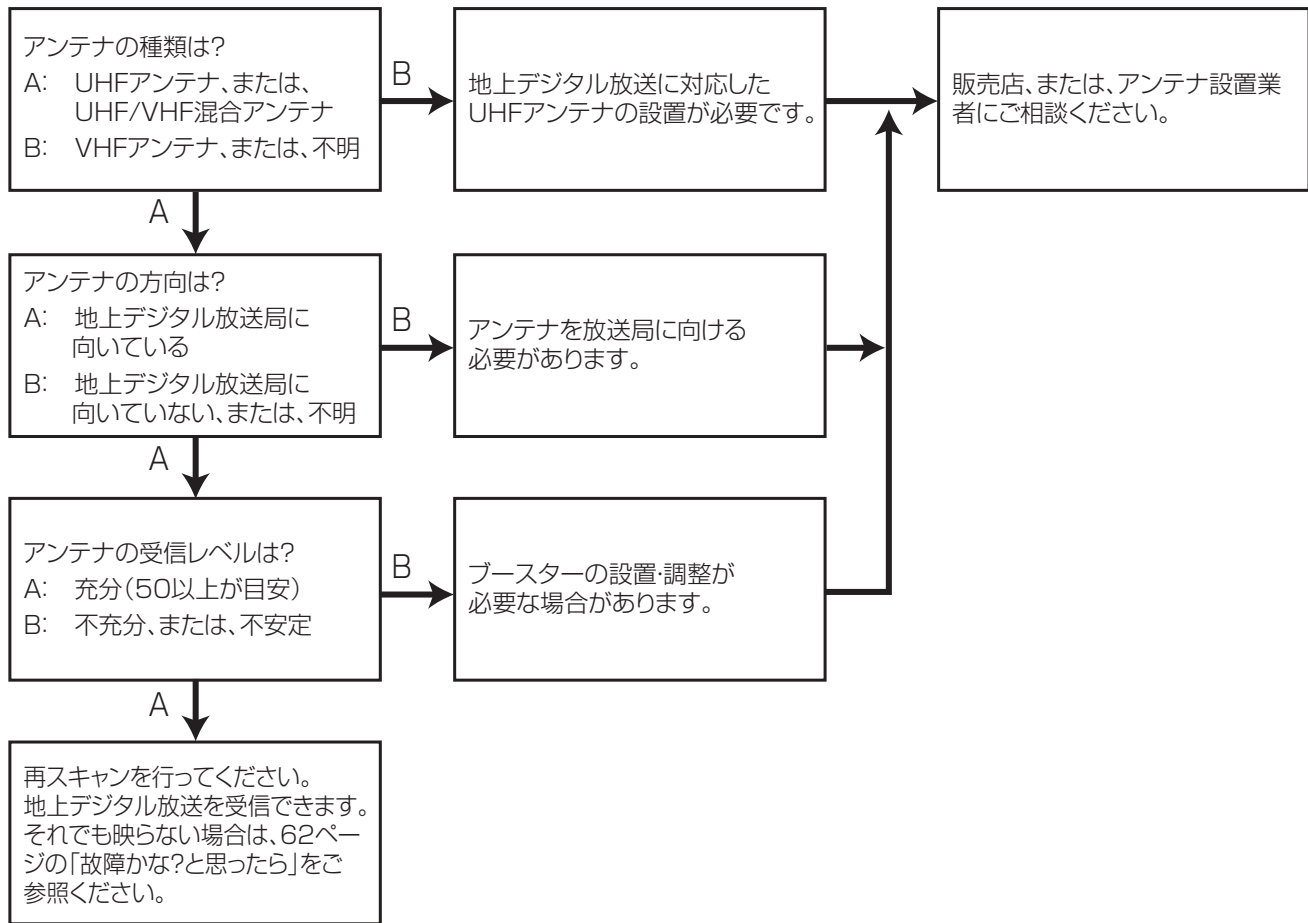 アンテナの種類は?
A: UHFアンテナ、または、
UHF/VHF混合アンテナ
B: VHFアンテナ、または、不明
B
地上デジタル放送に対応した
UHFアンテナの設置が必要です。
販売店、または、アンテナ設置業
者にご相談ください。
A
アンテナの方向は?
A: 地上デジタル放送局に
向いている
B: 地上デジタル放送局に
向いていない、または、不明
B
アンテナを放送局に向ける
必要があります。
A
アンテナの受信レベルは?
A: 充分(50以上が目安)
B: 不充分、または、不安定
B
ブースターの設置・調整が
必要な場合があります。
A
再スキャンを行ってください。
地上デジタル放送を受信できます。
それでも映らない場合は、62ペー
ジの「故障かな?と思ったら」をご
参照ください。